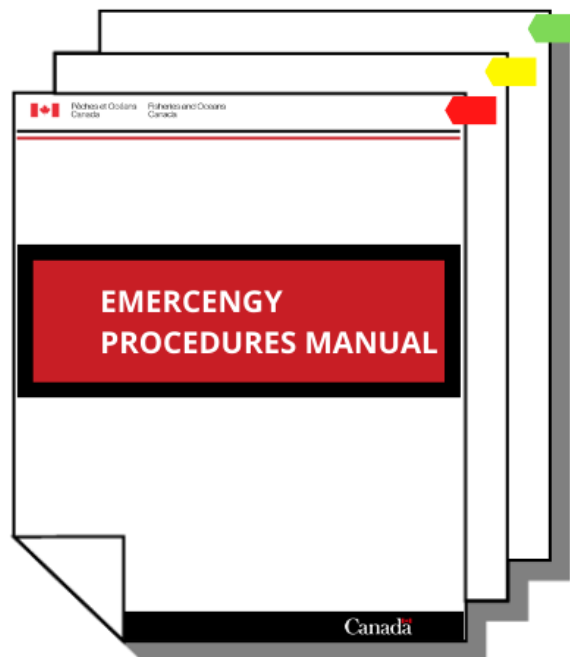 Pêches et Océans Fisheries and Oceans
Canada Canada
EMERCENGY
PROCEDURES MANUAL
Canada